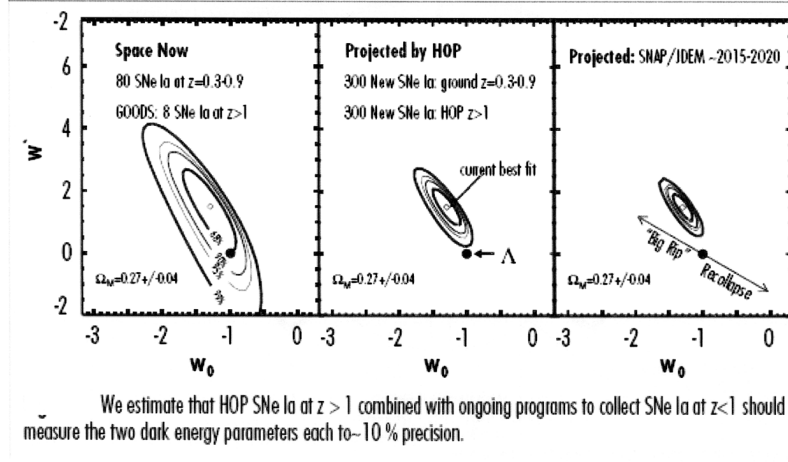 -2
6
4
2
0
-2
W'
Space Now
80 SNe Ia at z=0.3-0.9
GOODS: 8 SNe Ia at z>1
68%
Ω_M=0.27+/-0.04
-3 -2 -1 0
W₀
Projected by HOP
300 New SNe Ia: ground z=0.3-0.9
300 New SNe Ia: HOP z>1
current best fit
Λ
Ω_M=0.27+/-0.04
-3 -2 -1 0
W₀
Projected: SNAP/JDEM ~2015-2020
"Big Rip"
Recollapse
Ω_M=0.27+/-0.04
-3 -2 -1 0
W₀
We estimate that HOP SNe Ia at z > 1 combined with ongoing programs to collect SNe Ia at z<1 should
measure the two dark energy parameters each to~ 10 % precision.